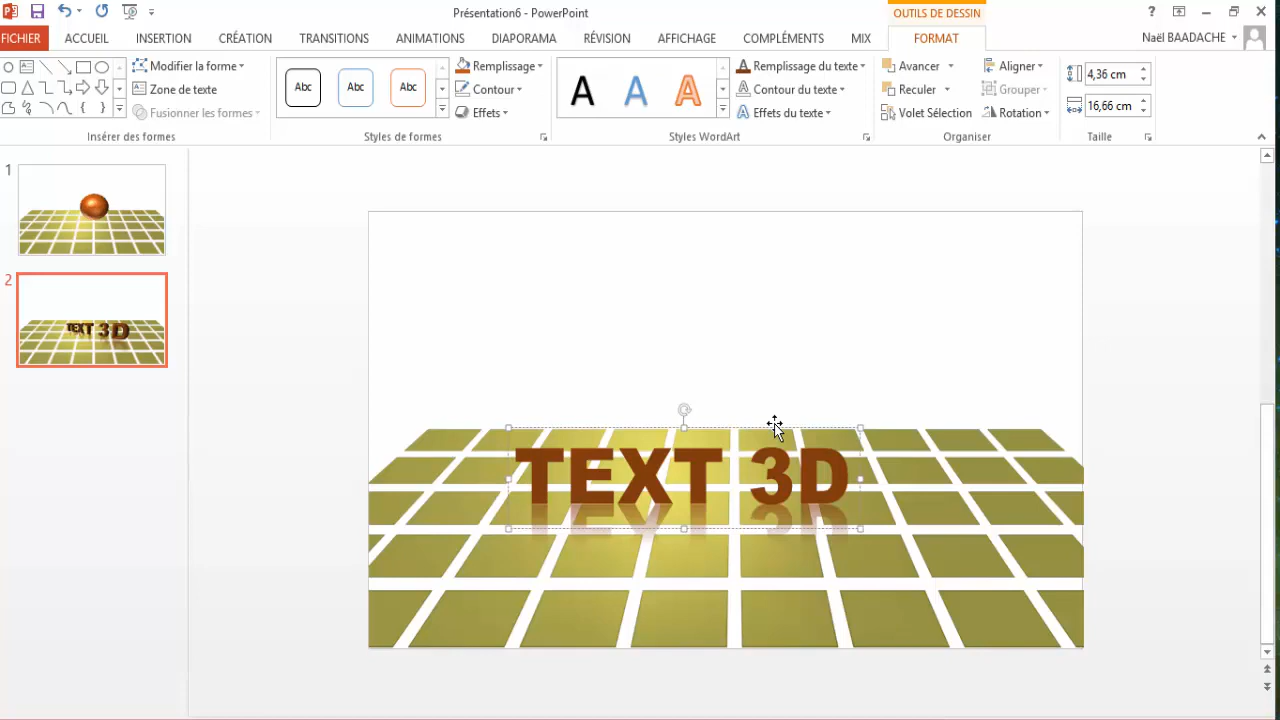 Présentation6 - PowerPoint
OUTILS DE DESSIN
?
FICHIER ACCUEIL INSERTION CRÉATION TRANSITIONS ANIMATIONS DIAPORAMA RÉVISION AFFICHAGE COMPLÉMENTS MIX FORMAT Naël BAADACHE
Modifier la forme
Zone de texte
Fusionner les formes
Insérer des formes
Abc Abc Abc
Remplissage
Contour
Effets
Styles de formes
A A A
Remplissage du texte
Contour du texte
Effets du texte
Styles WordArt
Avancer
Reculer
Volet Sélection
Aligner
Grouper
Rotation
Organiser
4,36 cm
16,66 cm
Taille
1
2
TEXT 3D
TEXT 3D